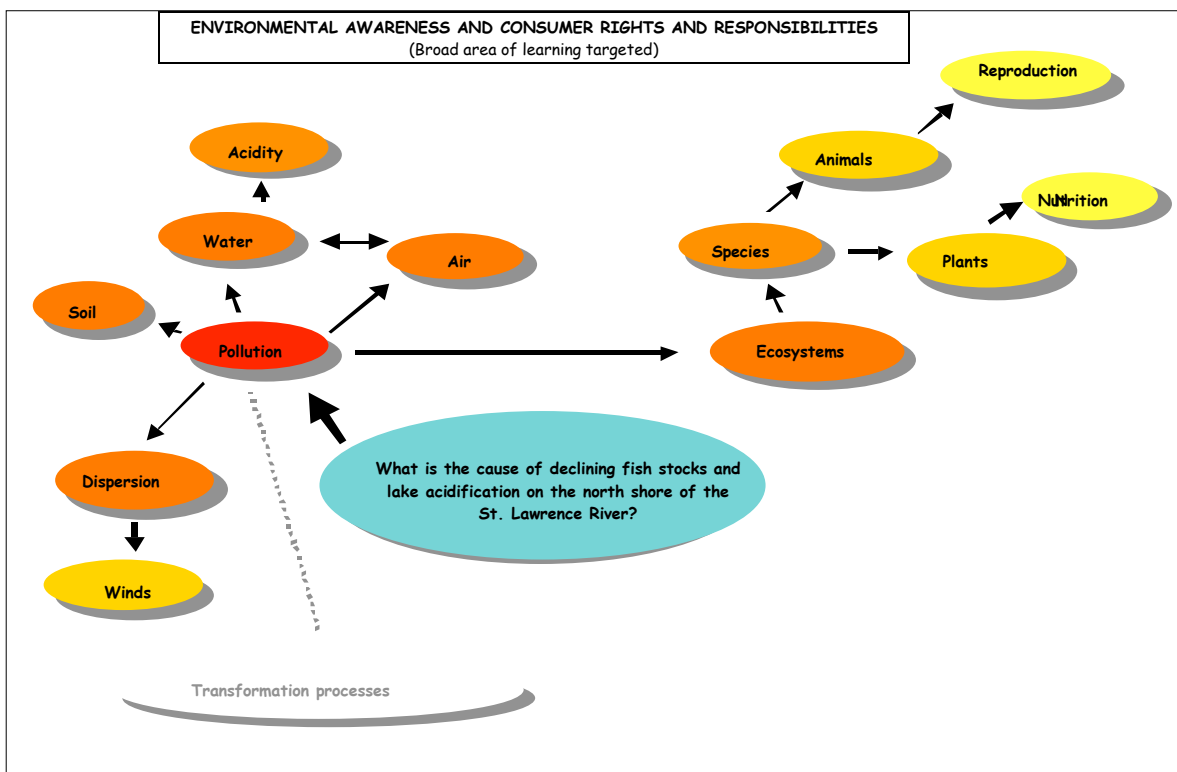 ENVIRONMENTAL AWARENESS AND CONSUMER RIGHTS AND RESPONSIBILITIES
(Broad area of learning targeted)
Reproduction
Acidity
Animals
Nutrition
Water
Air
Species
Plants
Soil
Pollution
Ecosystems
What is the cause of declining fish stocks and
lake acidification on the north shore of the
St. Lawrence River?
Dispersion
Winds
Transformation processes